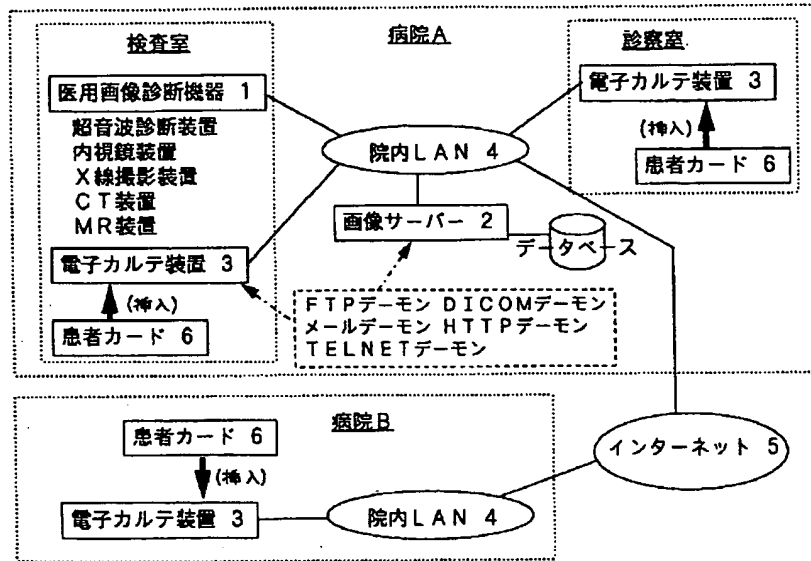 病院A
検査室
医用画像診断機器 1
超音波診断装置
内視鏡装置
X線撮影装置
CT装置
MR装置
電子カルテ装置 3
(挿入)
患者カード 6
院内LAN 4
画像サーバー 2
データベース
FTPデーモン DICOMデーモン
メールデーモン HTTPデーモン
TELNETデーモン
診察室
電子カルテ装置 3
(挿入)
患者カード 6
病院B
患者カード 6
(挿入)
電子カルテ装置 3
院内LAN 4
インターネット 5